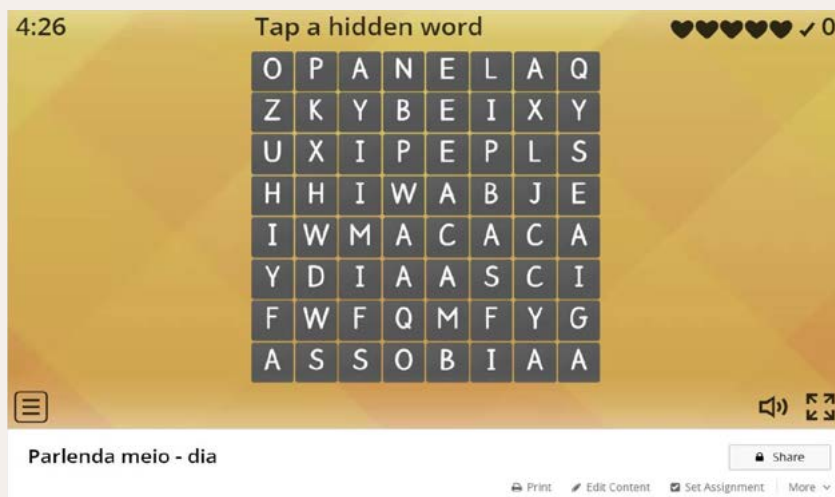 4:26 Tap a hidden word ✓ 0
O P A N E L A Q
Z K Y B E I X Y
U X I P E P L S
H H I W A B J E
I W M A C A C A
Y D I A A S C I
F W F Q M F Y G
A S S O B I A A
Parlenda meio - dia
Share
Print Edit Content Set Assignment More